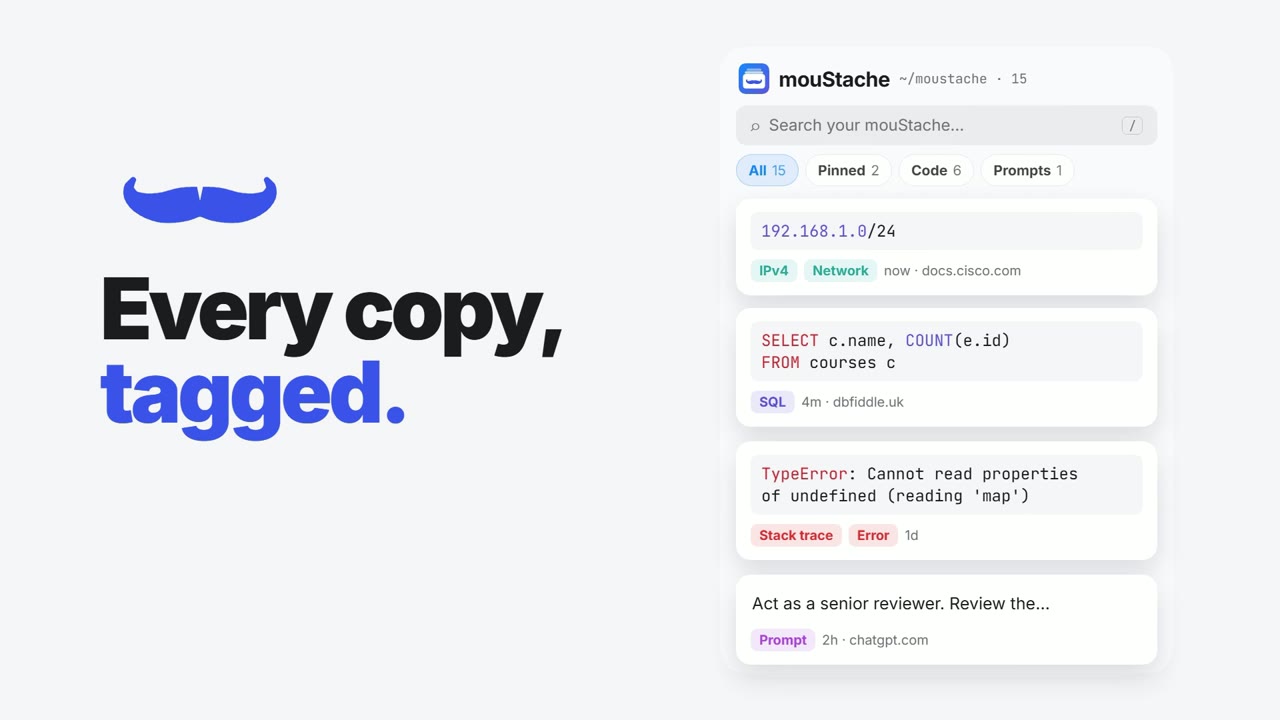 Every copy,
tagged.
mouStache ~/moustache · 15
Search your mouStache... /
All 15 Pinned 2 Code 6 Prompts 1
192.168.1.0/24
IPv4 Network now · docs.cisco.com
SELECT c.name, COUNT(e.id)
FROM courses c
SQL 4m · dbfiddle.uk
TypeError: Cannot read properties
of undefined (reading 'map')
Stack trace Error 1d
Act as a senior reviewer. Review the...
Prompt 2h · chatgpt.com